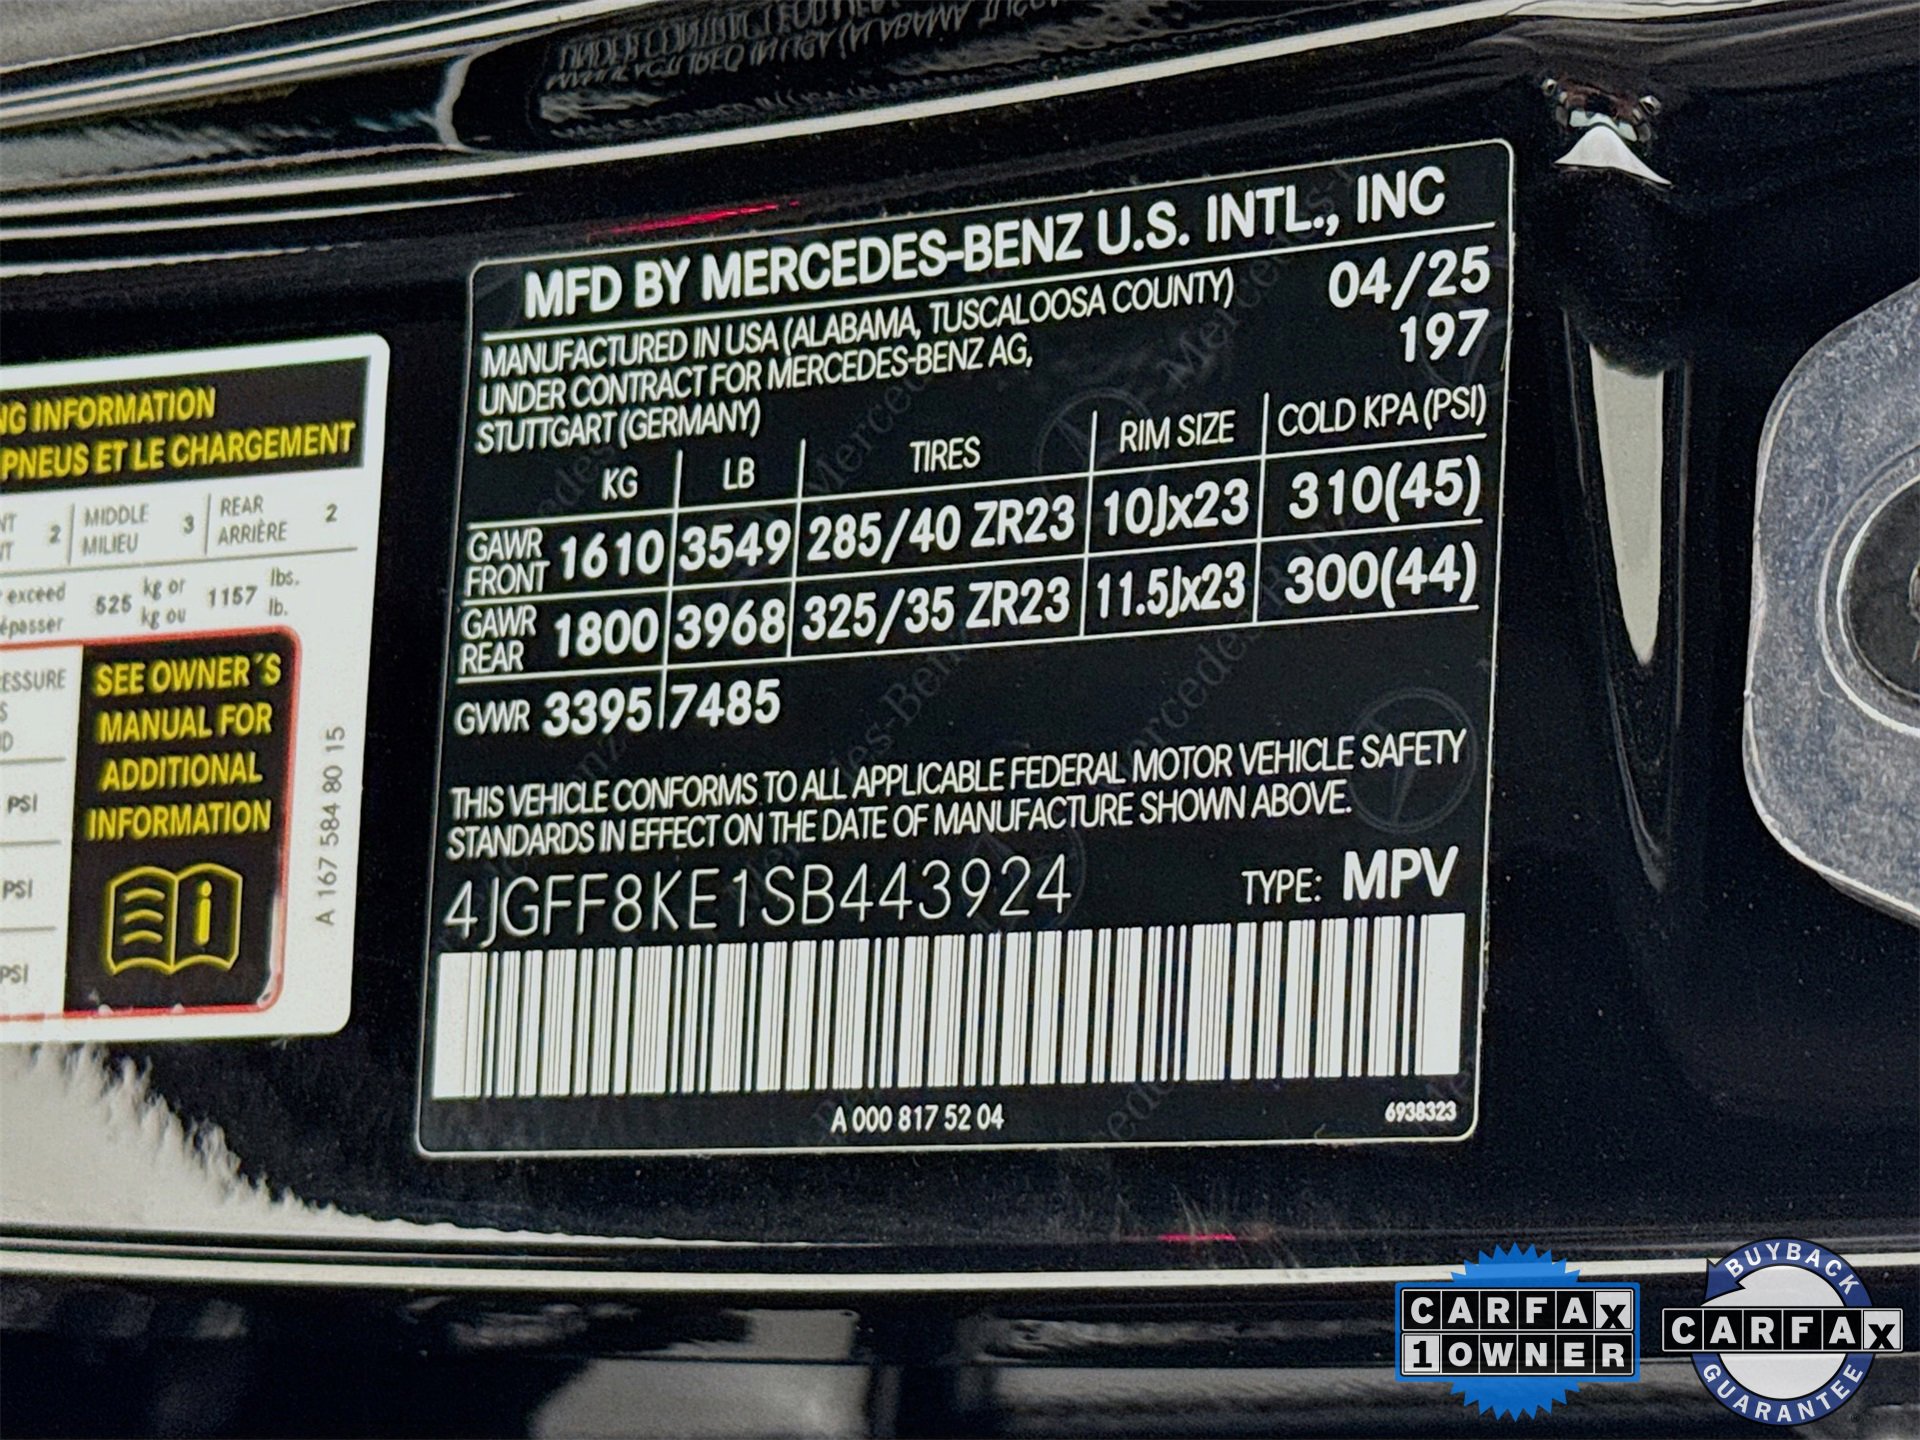 MFD BY MERCEDES-BENZ U.S. INTL., INC
MANUFACTURED IN USA (ALABAMA, TUSCALOOSA COUNTY) 04/25
UNDER CONTRACT FOR MERCEDES-BENZ AG, 197
STUTTGART (GERMANY)
KG LB TIRES RIM SIZE COLD KPA (PSI)
GAWR FRONT 1610 3549 285/40 ZR23 10Jx23 310(45)
GAWR REAR 1800 3968 325/35 ZR23 11.5Jx23 300(44)
GVWR 3395 7485
THIS VEHICLE CONFORMS TO ALL APPLICABLE FEDERAL MOTOR VEHICLE SAFETY
STANDARDS IN EFFECT ON THE DATE OF MANUFACTURE SHOWN ABOVE.
4JGFF8KE1SB443924 TYPE: MPV
A 000 817 52 04 6938323
INFORMATION
PNEUS ET LE CHARGEMENT
2 MIDDLE 3 REAR 2
MILIEU ARRIÈRE
exceed 525 kg or 1157 lbs.
kg ou lb.
SEE OWNER´S
MANUAL FOR
ADDITIONAL
INFORMATION
PSI
PSI
PSI
A 167 584 80 15
CARFAX
1 OWNER
BUYBACK
CARFAX
GUARANTEE